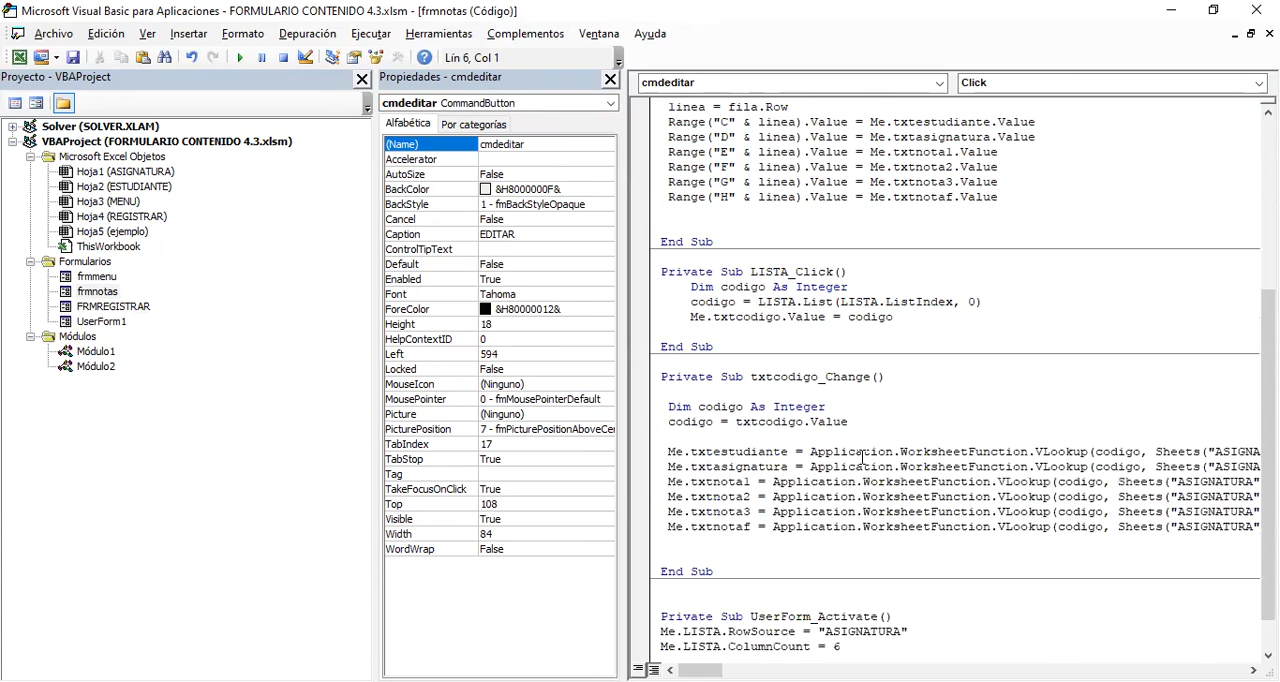 Microsoft Visual Basic para Aplicaciones - FORMULARIO CONTENIDO 4.3.xlsm - [frmnotas (Código)]
Archivo Edición Ver Insertar Formato Depuración Ejecutar Herramientas Complementos Ventana Ayuda
Lín 6, Col 1
Proyecto - VBAProject
Solver (SOLVER.XLAM)
VBAProject (FORMULARIO CONTENIDO 4.3.xlsm)
Microsoft Excel Objetos
Hoja1 (ASIGNATURA)
Hoja2 (ESTUDIANTE)
Hoja3 (MENU)
Hoja4 (REGISTRAR)
Hoja5 (ejemplo)
ThisWorkbook
Formularios
frmmenu
frmnotas
FRMREGISTRAR
UserForm1
Módulos
Módulo1
Módulo2
Propiedades - cmdeditar
cmdeditar CommandButton
Alfabética Por categorías
(Name) cmdeditar
Accelerator
AutoSize False
BackColor &H8000000F&
BackStyle 1 - fmBackStyleOpaque
Cancel False
Caption EDITAR
ControlTipText
Default False
Enabled True
Font Tahoma
ForeColor &H80000012&
Height 18
HelpContextID 0
Left 594
Locked False
MouseIcon (Ninguno)
MousePointer 0 - fmMousePointerDefault
Picture (Ninguno)
PicturePosition 7 - fmPicturePositionAboveCen
TabIndex 17
TabStop True
Tag
TakeFocusOnClick True
Top 108
Visible True
Width 84
WordWrap False
cmdeditar Click
linea = fila.Row
Range("C" & linea).Value = Me.txtestudiante.Value
Range("D" & linea).Value = Me.txtasignatura.Value
Range("E" & linea).Value = Me.txtnota1.Value
Range("F" & linea).Value = Me.txtnota2.Value
Range("G" & linea).Value = Me.txtnota3.Value
Range("H" & linea).Value = Me.txtnotaf.Value
End Sub
Private Sub LISTA_Click()
Dim codigo As Integer
codigo = LISTA.List(LISTA.ListIndex, 0)
Me.txtcodigo.Value = codigo
End Sub
Private Sub txtcodigo_Change()
Dim codigo As Integer
codigo = txtcodigo.Value
Me.txtestudiante = Application.WorksheetFunction.VLookup(codigo, Sheets("ASIGNA
Me.txtasignatura = Application.WorksheetFunction.VLookup(codigo, Sheets("ASIGNA
Me.txtnota1 = Application.WorksheetFunction.VLookup(codigo, Sheets("ASIGNATURA"
Me.txtnota2 = Application.WorksheetFunction.VLookup(codigo, Sheets("ASIGNATURA"
Me.txtnota3 = Application.WorksheetFunction.VLookup(codigo, Sheets("ASIGNATURA"
Me.txtnotaf = Application.WorksheetFunction.VLookup(codigo, Sheets("ASIGNATURA"
End Sub
Private Sub UserForm_Activate()
Me.LISTA.RowSource = "ASIGNATURA"
Me.LISTA.ColumnCount = 6